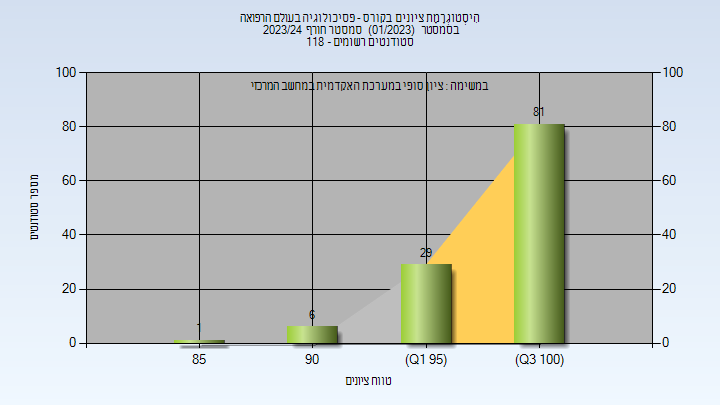 הִיסְטוֹגְרָמַת ציונים בקורס - פסיכולוגיה בעולם הרפואה
בסמסטר (01/2023) סמסטר חורף 2023/24
סטודנטים רשומים - 118
במשימה : ציון סופי במערכת האקדמית במחשב המרכזי
100 100
80 80
60 60
40 40
20 20
0 0
מספר סטודנטים
1 6 29 81
85 90 (Q1 95) (Q3 100)
טווח ציונים